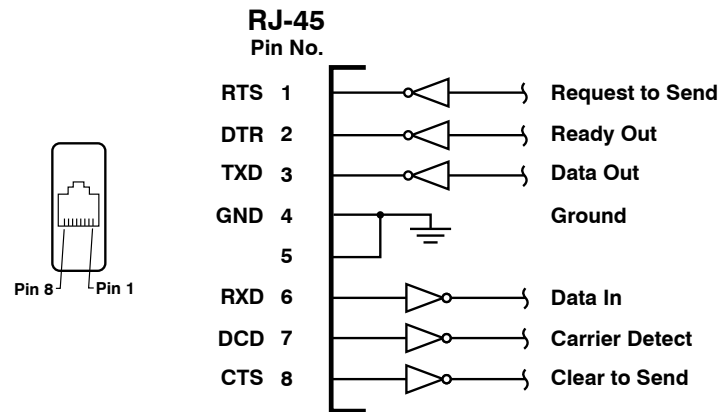 RJ-45
Pin No.
RTS 1 Request to Send
DTR 2 Ready Out
TXD 3 Data Out
GND 4 Ground
5
RXD 6 Data In
DCD 7 Carrier Detect
CTS 8 Clear to Send
Pin 8 Pin 1